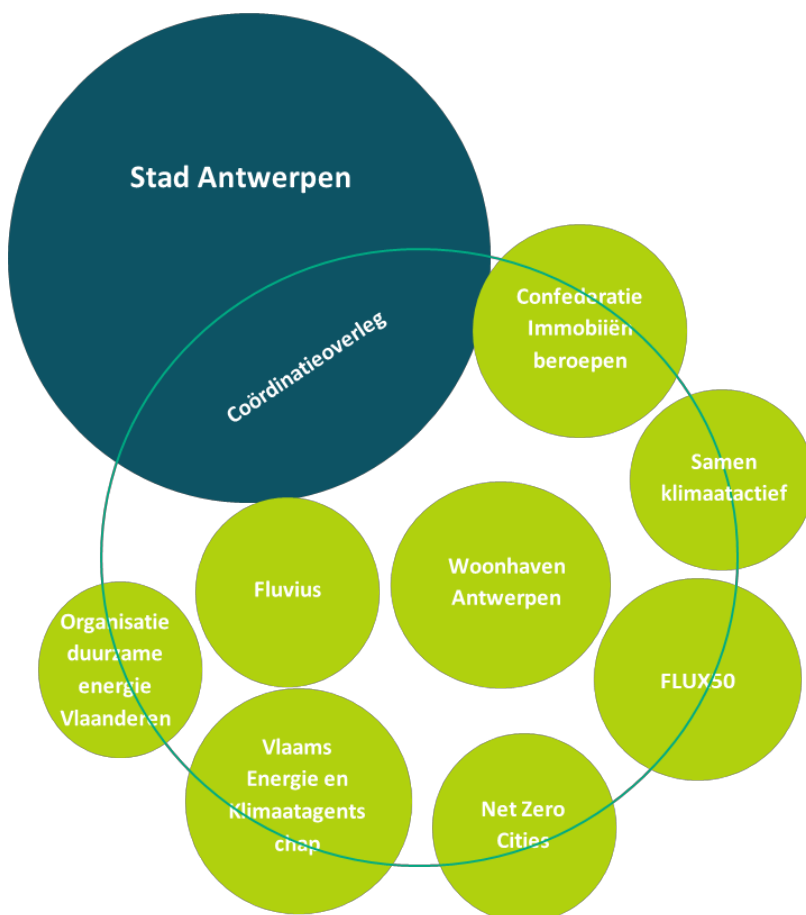 Stad Antwerpen
Coördinatieoverleg
Confederatie
Immobiiën
beroepen
Samen
klimaatactief
Woonhaven
Antwerpen
Fluvius
Organisatie
duurzame
energie
Vlaanderen
FLUX50
Vlaams
Energie en
Klimaatagents
chap
Net Zero
Cities